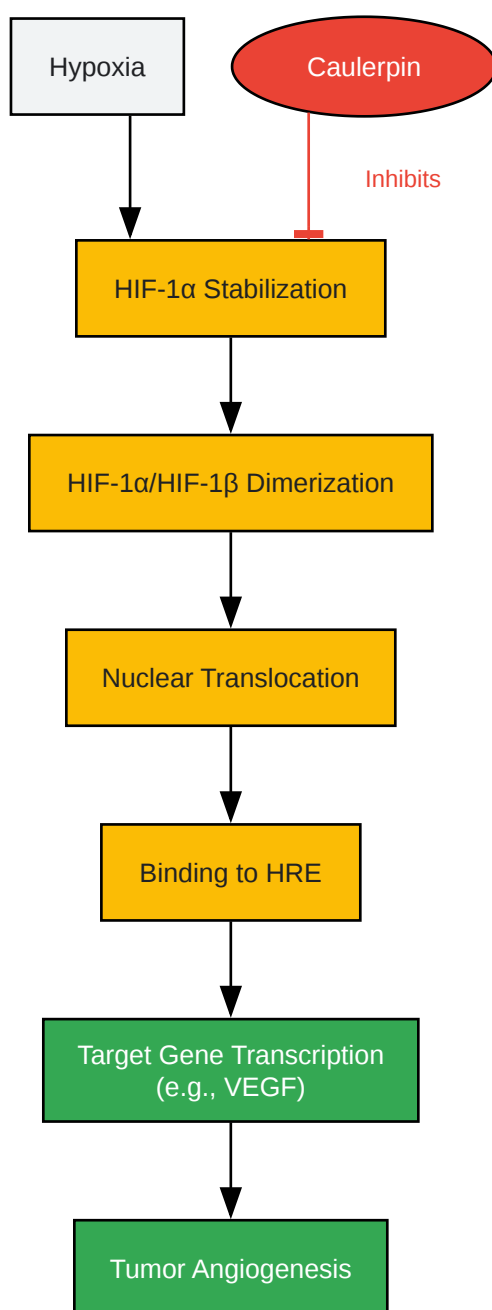 Hypoxia
Caulerpin
Inhibits
HIF-1α Stabilization
HIF-1α/HIF-1β Dimerization
Nuclear Translocation
Binding to HRE
Target Gene Transcription
(e.g., VEGF)
Tumor Angiogenesis